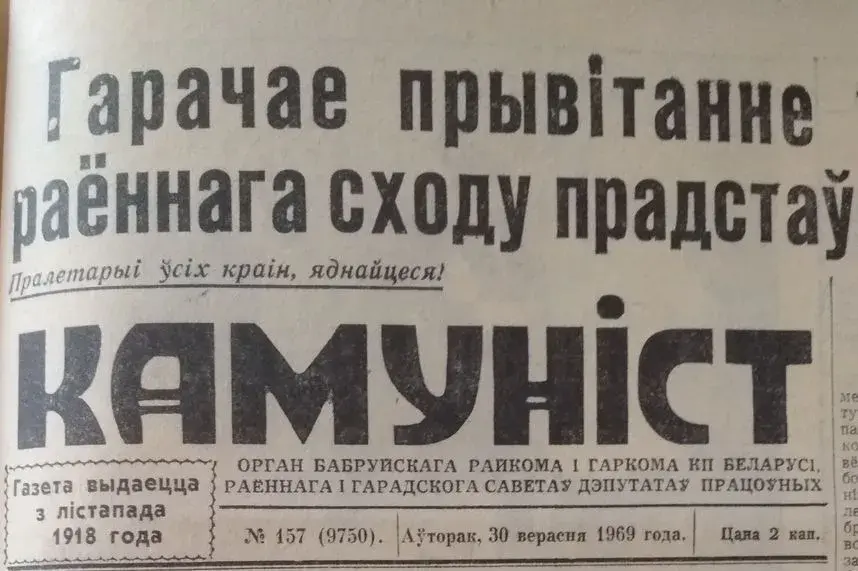 Гарачае прывітанне
раённага сходу прадстаў
Пралетарыі ўсіх краін, яднайцеся!
КАМУНІСТ
ОРГАН БАБРУЙСКАГА РАЙКОМА І ГАРКОМА КП БЕЛАРУСІ,
РАЁННАГА І ГАРАДСКОГА САВЕТАЎ ДЭПУТАТАЎ ПРАЦОЎНЫХ
Газета выдаецца
з лістапада
1918 года
№ 157 (9750). Аўторак, 30 верасня 1969 года. Цана 2 кап.